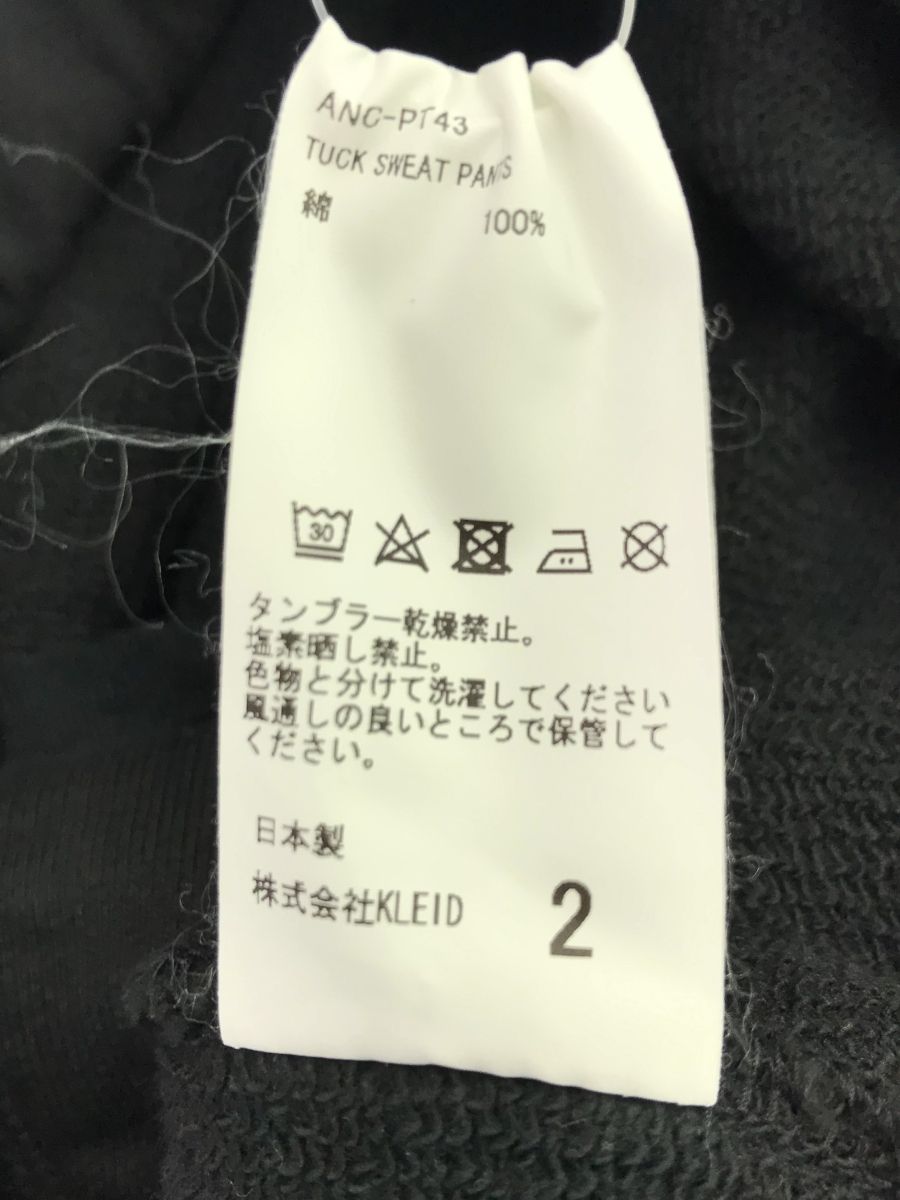 ANC-PT43
TUCK SWEAT PANTS
綿 100%
30
タンブラー乾燥禁止。
塩素晒し禁止。
色物と分けて洗濯してください
風通しの良いところで保管して
ください。
日本製
株式会社KLEID 2